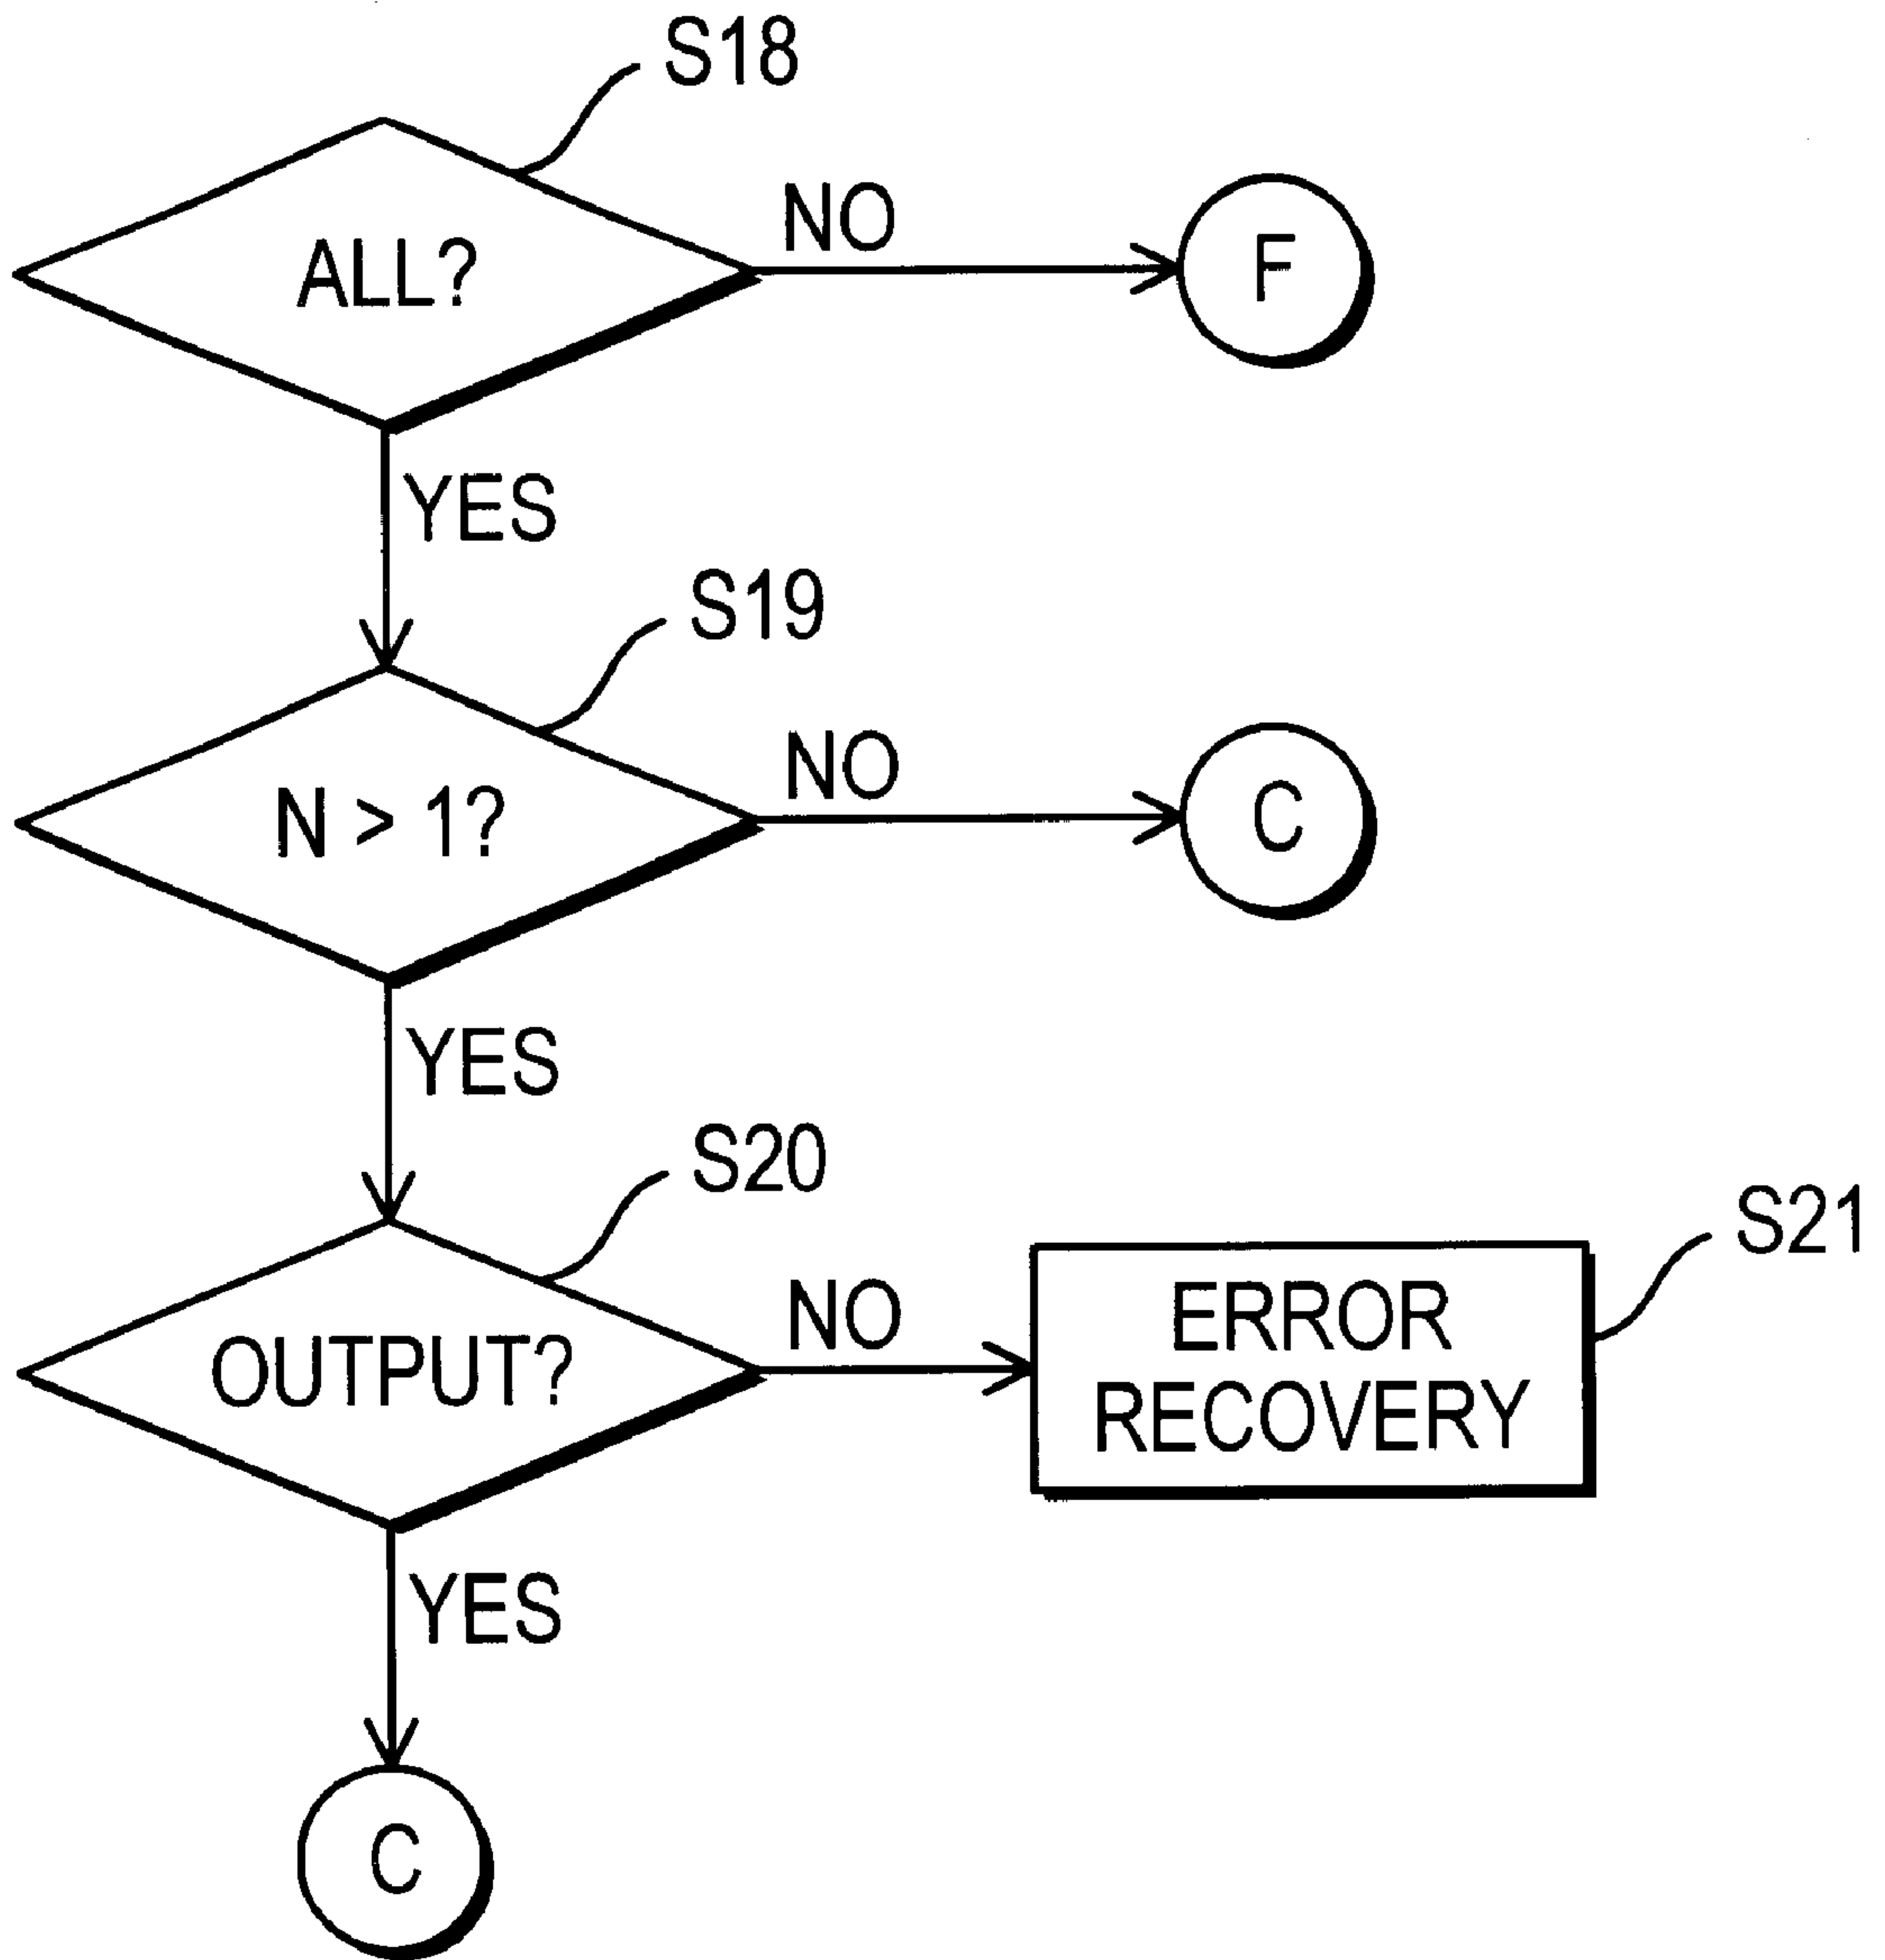 S18
ALL?
NO
F
YES
S19
N > 1?
NO
C
YES
S20
OUTPUT?
NO
S21
ERROR
RECOVERY
YES
C